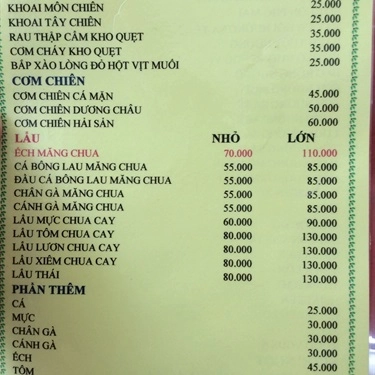 KHOAI MÔN CHIÊN 25.000
KHOAI TÂY CHIÊN 25.000
RAU THẬP CẨM KHO QUẸT 35.000
CƠM CHÁY KHO QUẸT 35.000
BẮP XÀO LÒNG ĐỎ HỘT VỊT MUỐI 25.000
CƠM CHIÊN
CƠM CHIÊN CÁ MẶN 45.000
CƠM CHIÊN DƯƠNG CHÂU 50.000
CƠM CHIÊN HẢI SẢN 60.000
LẨU NHỎ LỚN
ẾCH MĂNG CHUA 70.000 110.000
CÁ BÔNG LAU MĂNG CHUA 55.000 85.000
ĐẦU CÁ BÔNG LAU MĂNG CHUA 55.000 85.000
CHÂN GÀ MĂNG CHUA 55.000 85.000
CÁNH GÀ MĂNG CHUA 55.000 85.000
LẨU MỰC CHUA CAY 60.000 90.000
LẨU TÔM CHUA CAY 80.000 130.000
LẨU LƯƠN CHUA CAY 80.000 130.000
LẨU XIÊM CHUA CAY 80.000 130.000
LẨU THÁI 80.000 130.000
PHẦN THÊM
CÁ 25.000
MỰC 30.000
CHÂN GÀ 30.000
CÁNH GÀ 30.000
ẾCH 45.000
TÔM